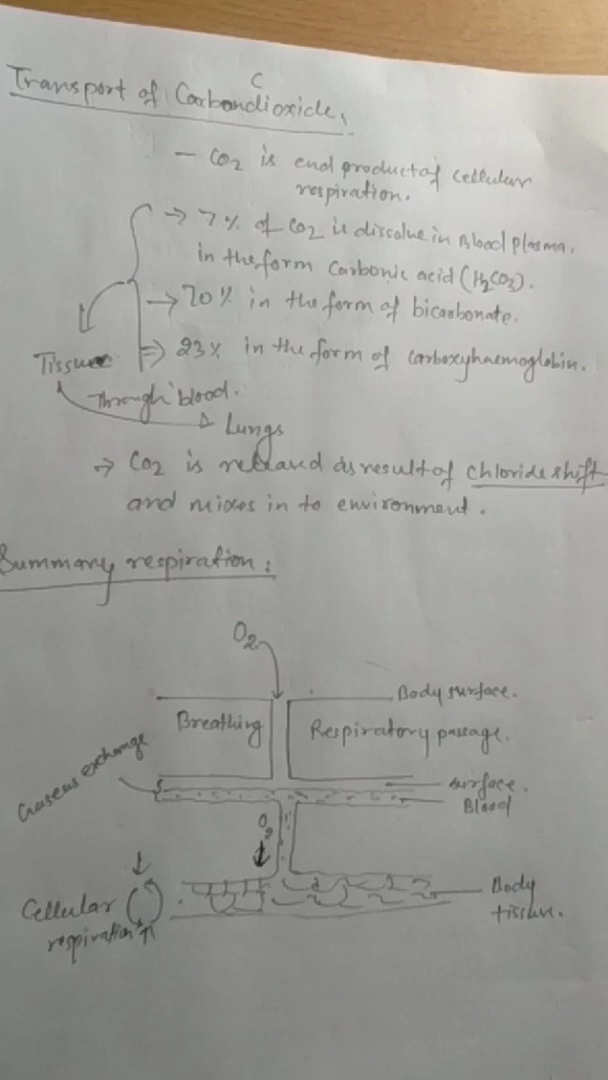 C
Transport of Carbondioxide.
- CO2 is end product of cellular
respiration.
→ 7% of CO2 is dissolve in Blood plasma.
in the form Carbonic acid (H2CO3).
→ 70% in the form of bicarbonate.
Tissue → 23% in the form of Carboxyhaemoglobin.
Through blood.
Lungs
→ CO2 is releaved as result of chloride shift
and mixes in to environment.
Summary respiration:
O2
Body surface.
Breathing Respiratory passage.
Gaseus exchange
surface.
Blood
O2
Cellular Body
respiration tissue.